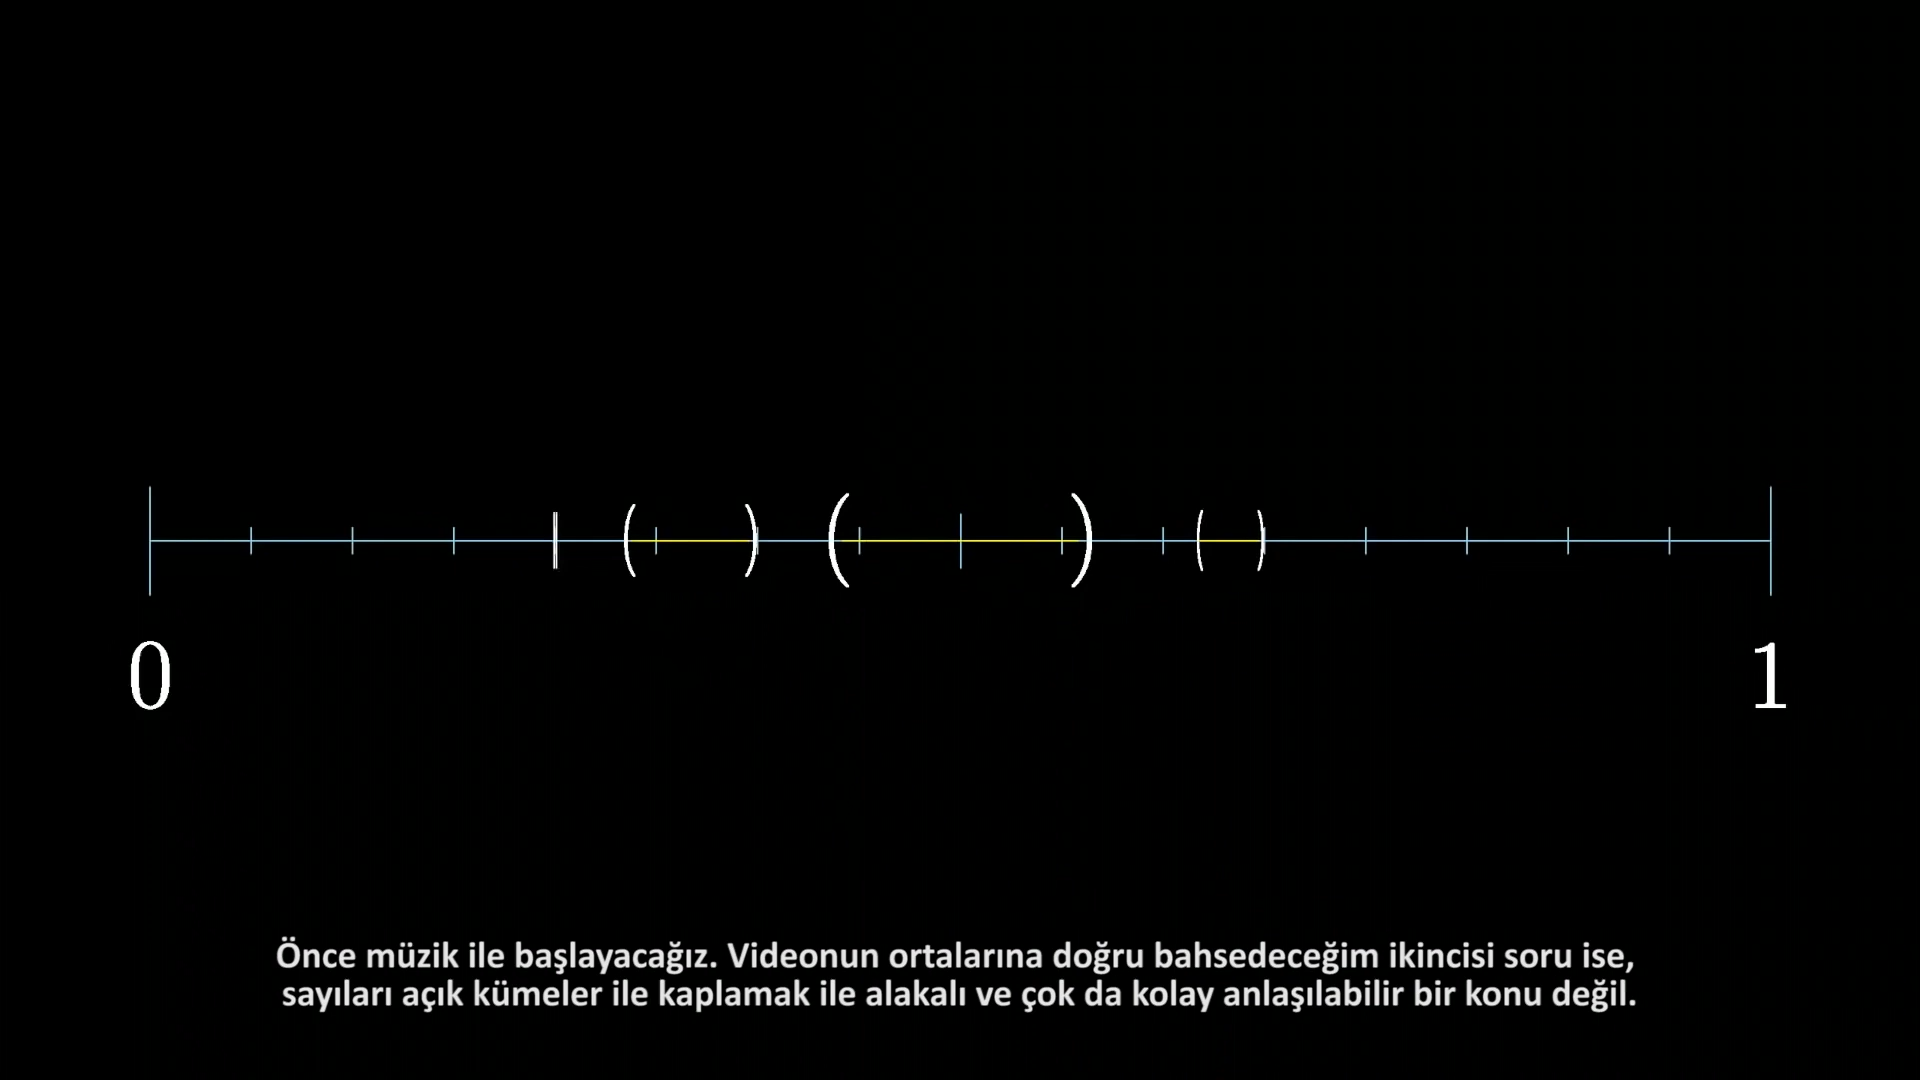 ( ) ( ) ( )
0 1
Önce müzik ile başlayacağız. Videonun ortalarına doğru bahsedeceğim ikincisi soru ise,
sayıları açık kümeler ile kaplamak ile alakalı ve çok da kolay anlaşılabilir bir konu değil.